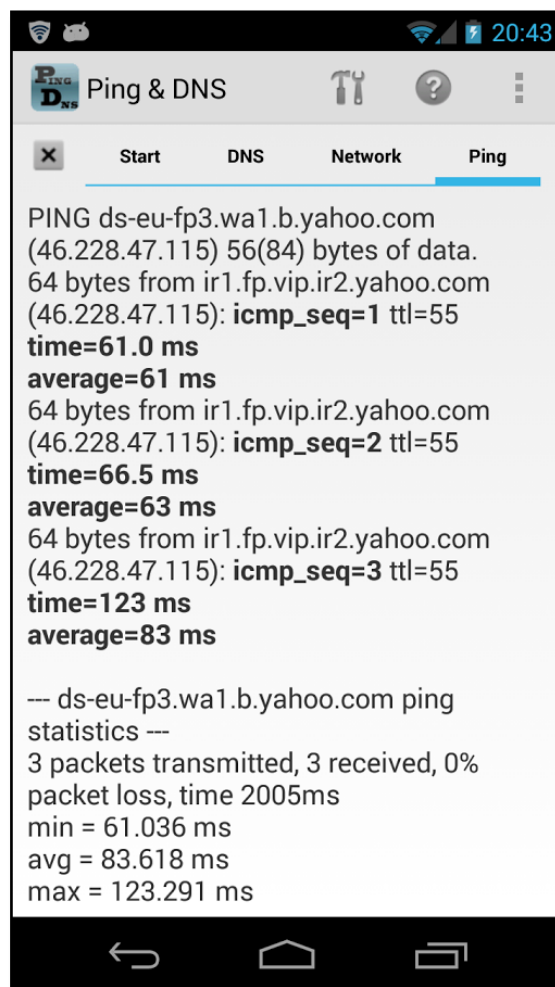 20:43
PING DNS
Ping & DNS
Start DNS Network Ping
PING ds-eu-fp3.wa1.b.yahoo.com
(46.228.47.115) 56(84) bytes of data.
64 bytes from ir1.fp.vip.ir2.yahoo.com
(46.228.47.115): icmp_seq=1 ttl=55
time=61.0 ms
average=61 ms
64 bytes from ir1.fp.vip.ir2.yahoo.com
(46.228.47.115): icmp_seq=2 ttl=55
time=66.5 ms
average=63 ms
64 bytes from ir1.fp.vip.ir2.yahoo.com
(46.228.47.115): icmp_seq=3 ttl=55
time=123 ms
average=83 ms
--- ds-eu-fp3.wa1.b.yahoo.com ping
statistics ---
3 packets transmitted, 3 received, 0%
packet loss, time 2005ms
min = 61.036 ms
avg = 83.618 ms
max = 123.291 ms